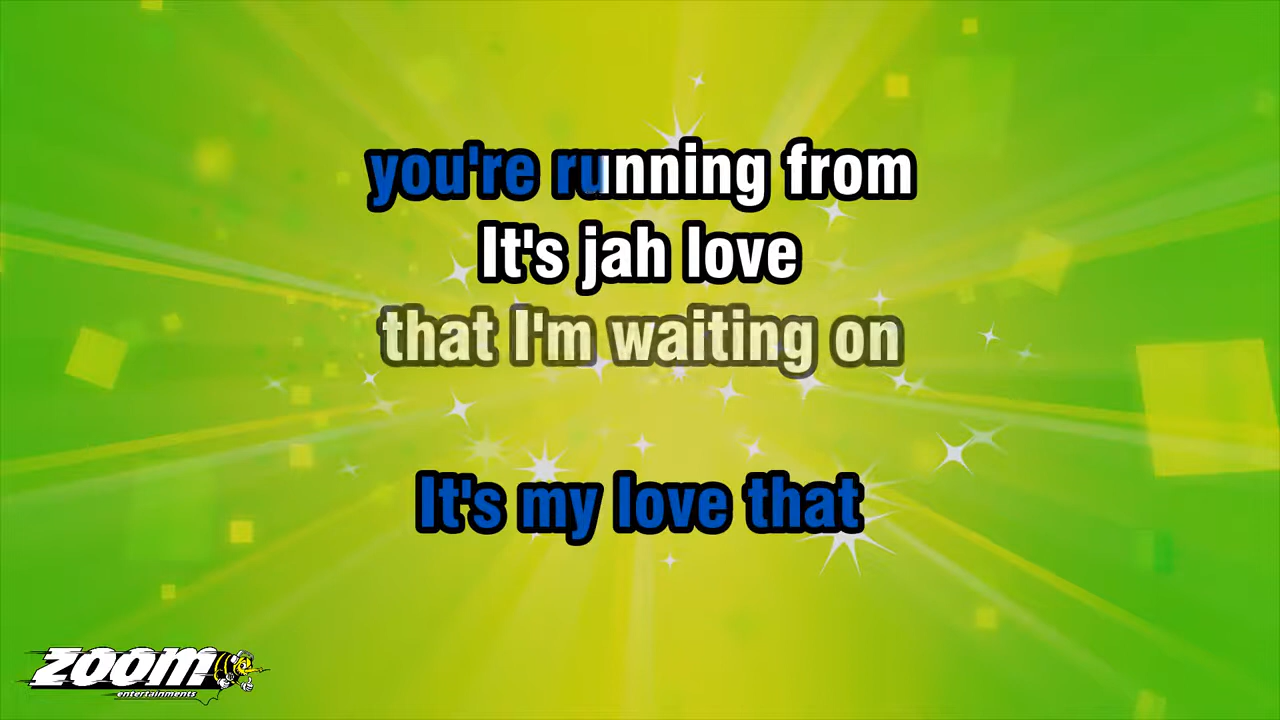 you're running from
It's jah love
that I'm waiting on
It's my love that
zoom
entertainments